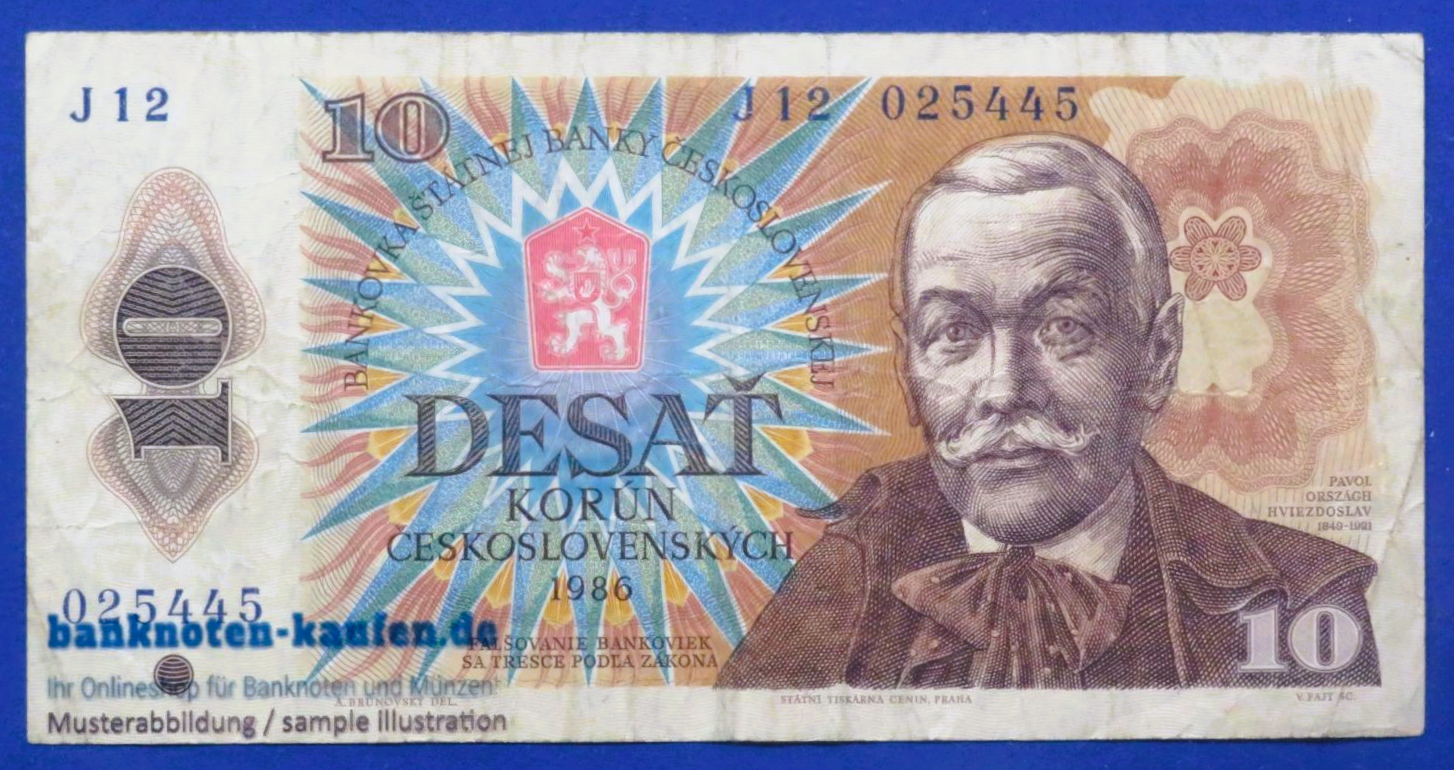 J 12
10
J 12 025445
BANKOVKA ŠTÁTNEJ BANKY ČESKOSLOVENSKEJ
10
DESAŤ
KORÚN
ČESKOSLOVENSKÝCH
1986
PAVOL
ORSZÁGH
HVIEZDOSLAV
1849-1921
025445
banknoten-kaufen.de
FALŠOVANIE BANKOVIEK
SA TRESCE PODĽA ZÁKONA
10
Ihr Onlineshop für Banknoten und Münzen!
A. BRUNOVSKÝ DEL.
STÁTNÍ TISKÁRNA CENIN, PRAHA
V. FAJT SC.
Musterabbildung / sample illustration